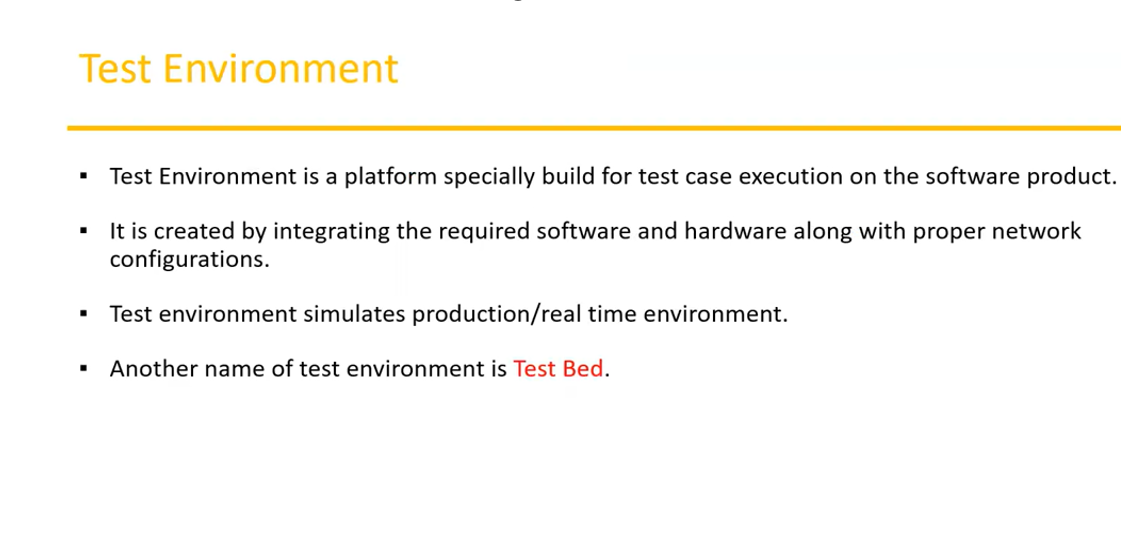 Test Environment
▪ Test Environment is a platform specially build for test case execution on the software product.
▪ It is created by integrating the required software and hardware along with proper network
configurations.
▪ Test environment simulates production/real time environment.
▪ Another name of test environment is Test Bed.